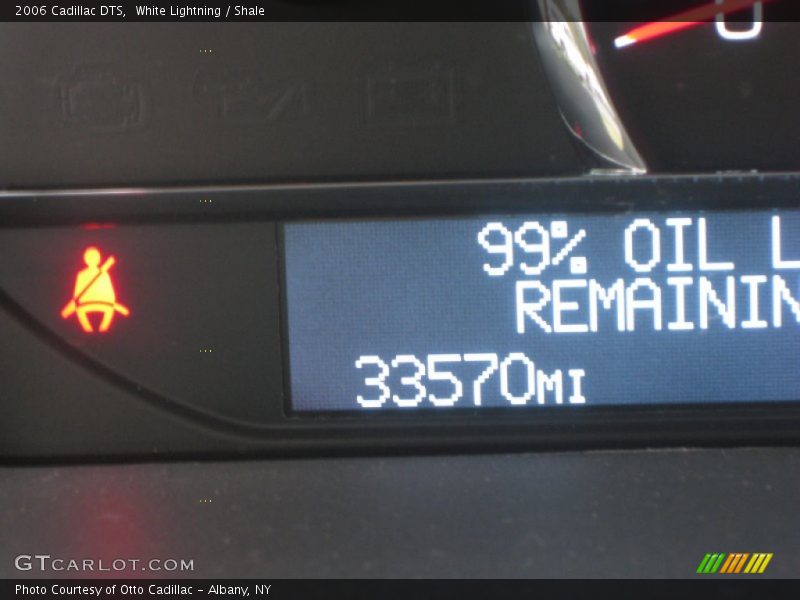 2006 Cadillac DTS,  White Lightning / Shale
0
99% OIL L
REMAININ
33570MI
GTCARLOT.COM
Photo Courtesy of Otto Cadillac - Albany, NY